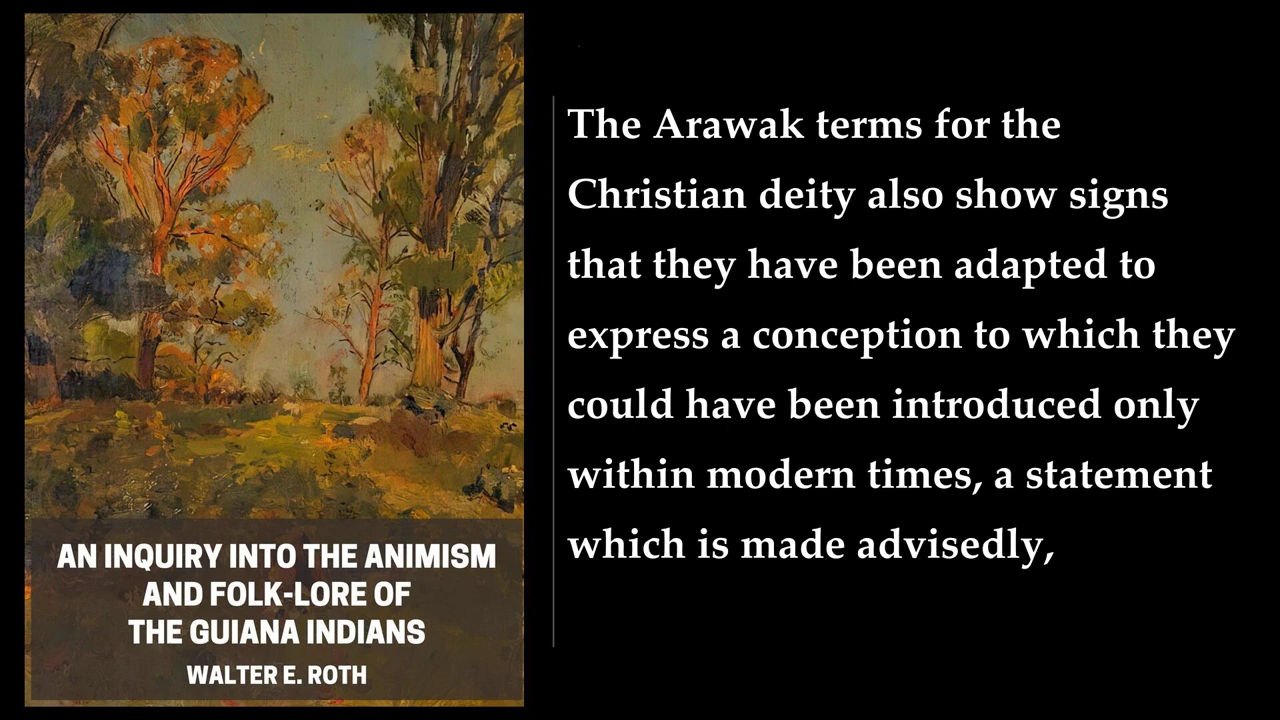 AN INQUIRY INTO THE ANIMISM
AND FOLK-LORE OF
THE GUIANA INDIANS
WALTER E. ROTH
The Arawak terms for the
Christian deity also show signs
that they have been adapted to
express a conception to which they
could have been introduced only
within modern times, a statement
which is made advisedly,